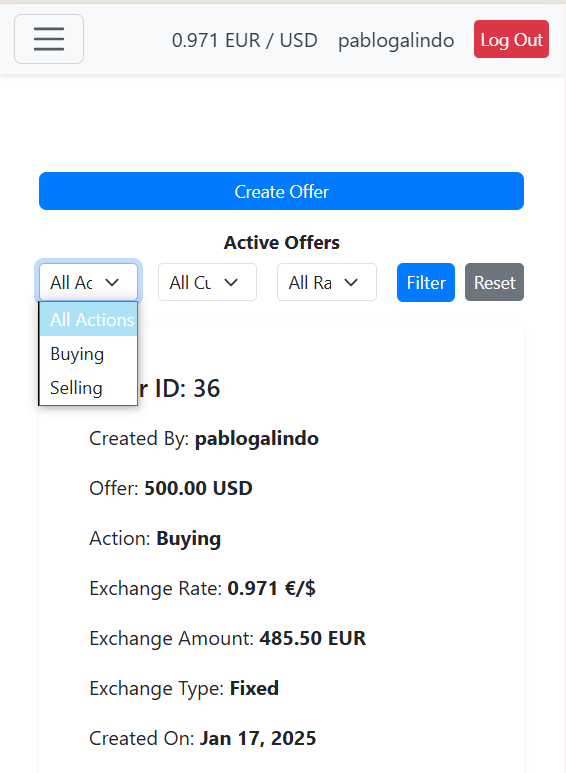 0.971 EUR / USD pablogalindo Log Out
Create Offer
Active Offers
All Ac All Cu All Ra Filter Reset
All Actions
Buying
Selling
r ID: 36
Created By: pablogalindo
Offer: 500.00 USD
Action: Buying
Exchange Rate: 0.971 €/$
Exchange Amount: 485.50 EUR
Exchange Type: Fixed
Created On: Jan 17, 2025